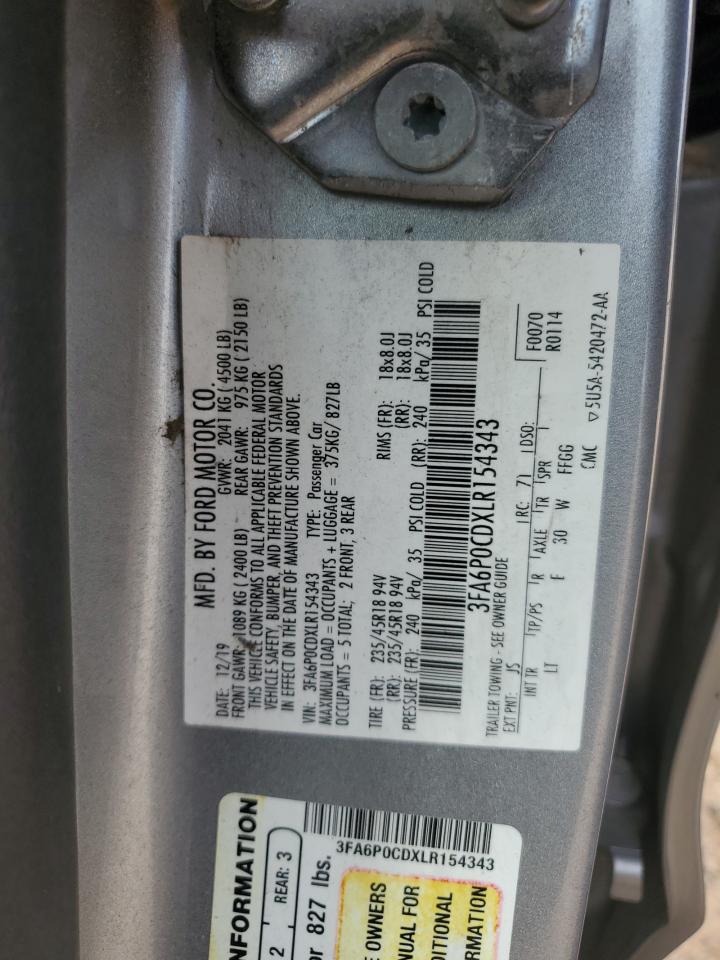 MFD. BY FORD MOTOR CO.
DATE: 12/19 GVWR: 2041 KG ( 4500 LB)
FRONT GAWR: 1089 KG ( 2400 LB) REAR GAWR: 975 KG ( 2150 LB)
THIS VEHICLE CONFORMS TO ALL APPLICABLE FEDERAL MOTOR
VEHICLE SAFETY, BUMPER, AND THEFT PREVENTION STANDARDS
IN EFFECT ON THE DATE OF MANUFACTURE SHOWN ABOVE.
VIN: 3FA6P0CDXLR154343 TYPE: Passenger Car
MAXIMUM LOAD = OCCUPANTS + LUGGAGE = 375KG/ 827LB
OCCUPANTS = 5 TOTAL; 2 FRONT, 3 REAR
TIRE (FR): 235/45R18 94V RIMS (FR): 18x8.0J
(RR): 235/45R18 94V (RR): 18x8.0J
PRESSURE (FR): 240 kPa/ 35 PSI COLD (RR): 240 kPa/ 35 PSI COLD
3FA6P0CDXLR154343
TRAILER TOWING - SEE OWNER GUIDE
EXT PNT: JS RC: 71 DSO:
F0070
R0114
INT TR TP/PS R AXLE TR SPR
LT E 30 W FFGG
CMC ▽ 5U5A-5420472-AA
NFORMATION
2 REAR: 3
or 827 lbs.
3FA6P0CDXLR154343
E OWNERS
NUAL FOR
DITIONAL
RMATION